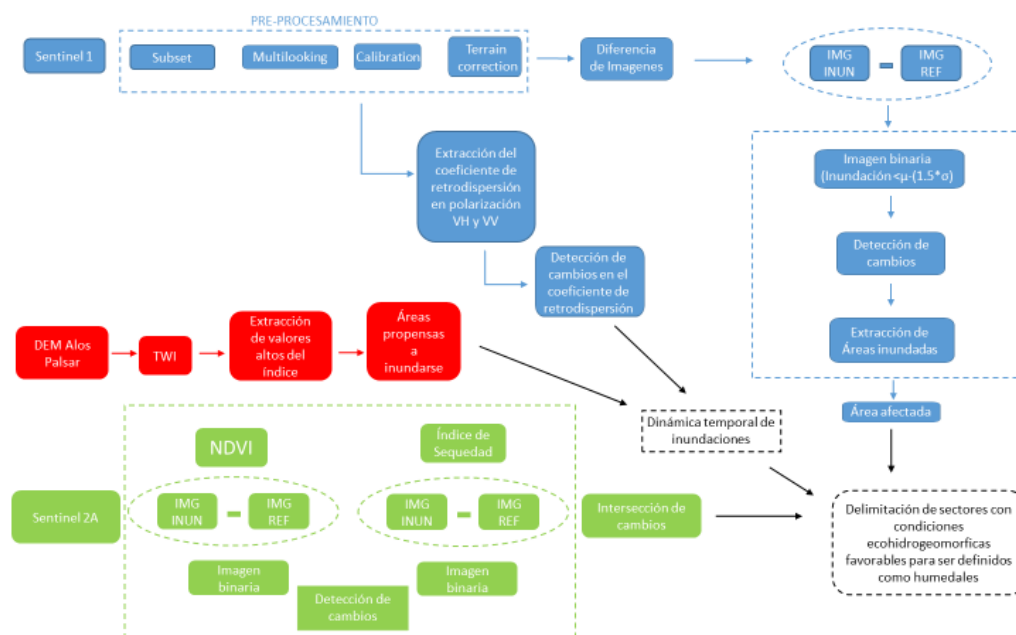 PRE-PROCESAMIENTO
Sentinel 1
Subset
Multilooking
Calibration
Terrain
correction
Diferencia
de Imagenes
IMG
INUN
-
IMG
REF
Extracción del
coeficiente de
retrodispersión
en polarización
VH y VV
Imagen binaria
(Inundación<μ-(1.5*σ)
Detección de
cambios
Detección de
cambios en el
coeficiente de
retrodispersión
Extracción de
Áreas inundadas
Área afectada
DEM Alos
Palsar
TWI
Extracción
de valores
altos del
índice
Áreas
propensas
a
inundarse
Dinámica temporal de
inundaciones
Sentinel 2A
NDVI
IMG
INUN
-
IMG
REF
Imagen
binaria
Índice de
Sequedad
IMG
INUN
-
IMG
REF
Imagen
binaria
Detección de
cambios
Intersección de
cambios
Delimitación de sectores con
condiciones
ecohidrogeomorficas
favorables para ser definidos
como humedales